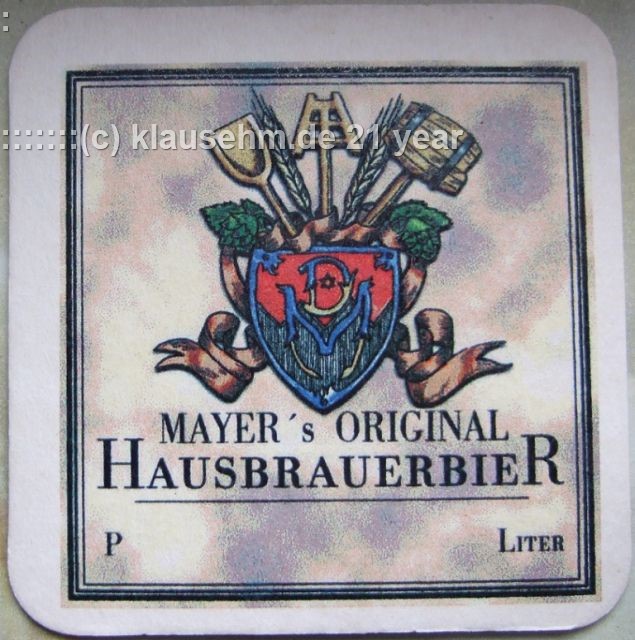 :
:::::::(c) klausehm.de 21 year
MAYER´s ORIGINAL
HAUSBRAUERBIER
P LITER